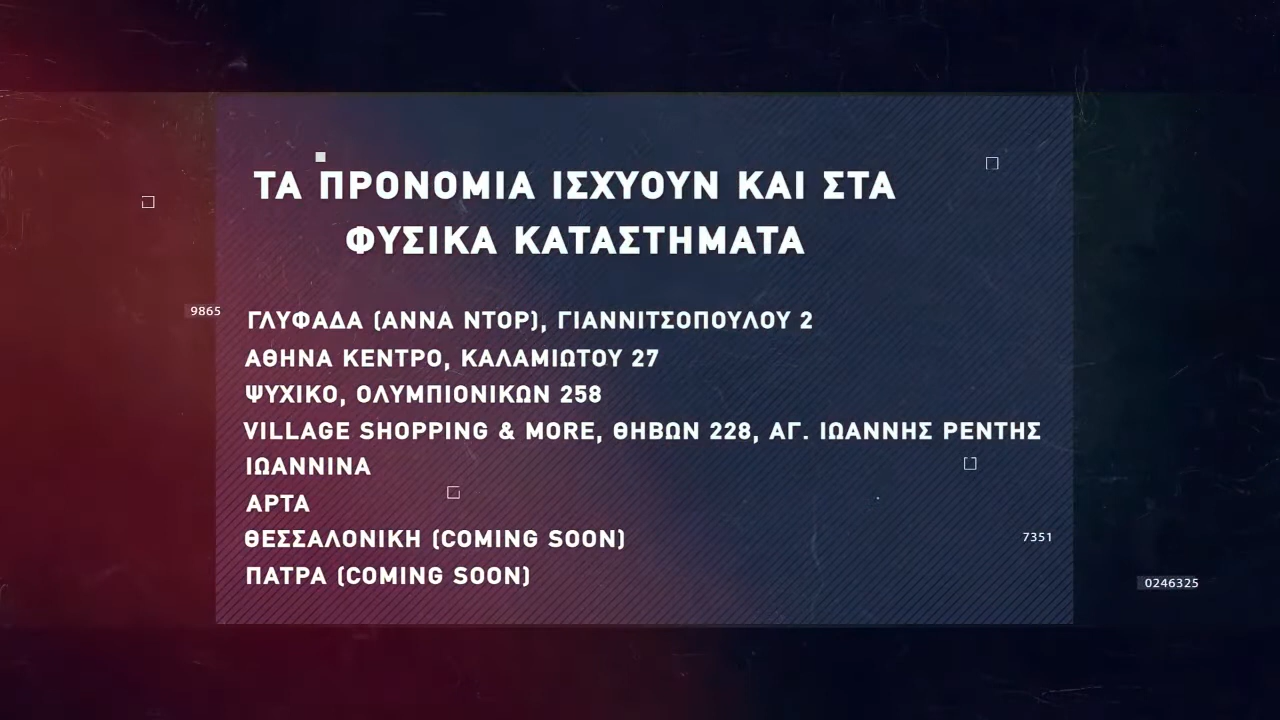 ΤΑ ΠΡΟΝΟΜΙΑ ΙΣΧΥΟΥΝ ΚΑΙ ΣΤΑ
ΦΥΣΙΚΑ ΚΑΤΑΣΤΗΜΑΤΑ
9865
ΓΛΥΦΑΔΑ (ΑΝΝΑ ΝΤΟΡ), ΓΙΑΝΝΙΤΣΟΠΟΥΛΟΥ 2
ΑΘΗΝΑ ΚΕΝΤΡΟ, ΚΑΛΑΜΙΩΤΟΥ 27
ΨΥΧΙΚΟ, ΟΛΥΜΠΙΟΝΙΚΩΝ 258
VILLAGE SHOPPING & MORE, ΘΗΒΩΝ 228, ΑΓ. ΙΩΑΝΝΗΣ ΡΕΝΤΗΣ
ΙΩΑΝΝΙΝΑ
ΑΡΤΑ
ΘΕΣΣΑΛΟΝΙΚΗ (COMING SOON)
7351
ΠΑΤΡΑ (COMING SOON)
0246325